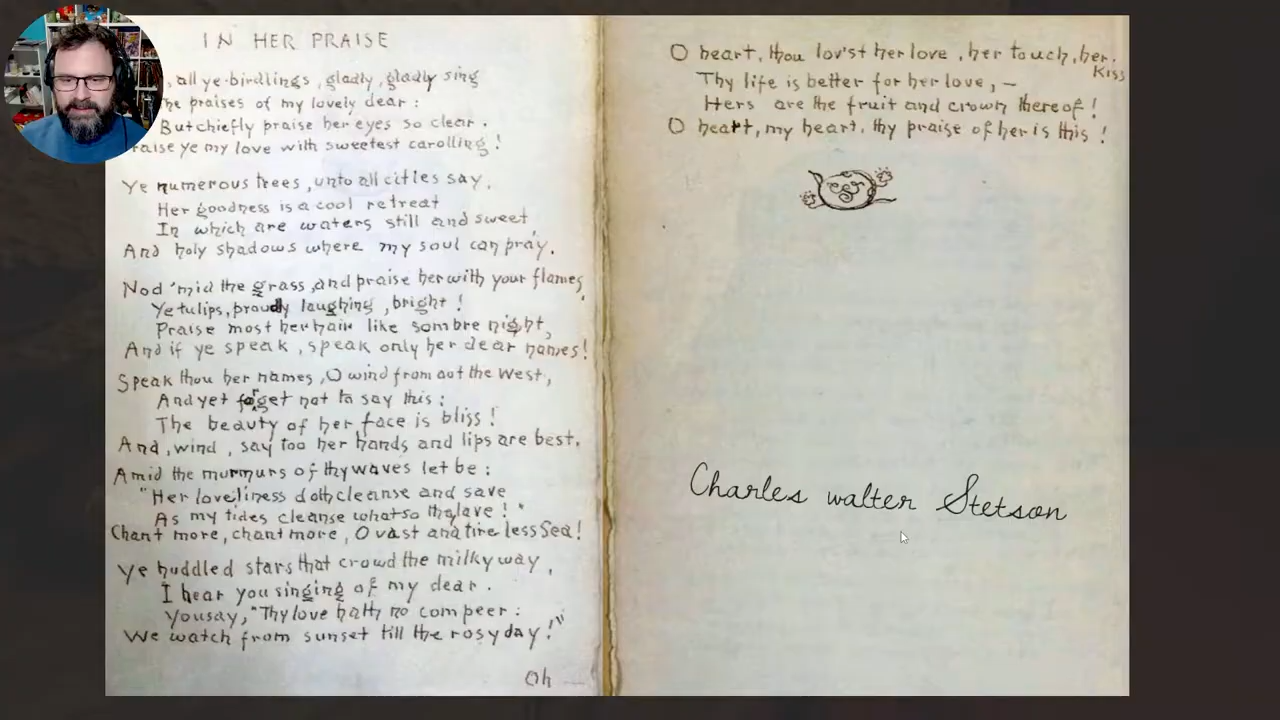 IN HER PRAISE
, all ye birdlings, gladly, gladly sing
he praises of my lovely dear:
But chiefly praise her eyes so clear.
raise ye my love with sweetest carolling!
Ye numerous trees, unto all cities say,
Her goodness is a cool retreat
In which are waters still and sweet,
And holy shadows where my soul can pray.
Nod 'mid the grass, and praise her with your flames,
Ye tulips, proudly laughing, bright!
Praise most her hair like sombre night,
And if ye speak, speak only her dear names!
Speak thou her names, O wind from out the West,
And yet forget not to say this:
The beauty of her face is bliss!
And, wind, say too her hands and lips are best.
Amid the murmurs of thy waves let be:
"Her loveliness doth cleanse and save
As my tides cleanse whatso they lave!"
Chant more, chant more, O vast and tireless Sea!
Ye huddled stars that crowd the milky way,
I hear you singing of my dear.
You say, "Thy love hath no compeer:
We watch from sunset till the rosy day!"
Oh —
O heart, thou lov'st her love, her touch, her
Kiss
Thy life is better for her love, —
Hers are the fruit and crown thereof!
O heart, my heart, thy praise of her is this!
Charles walter Stetson